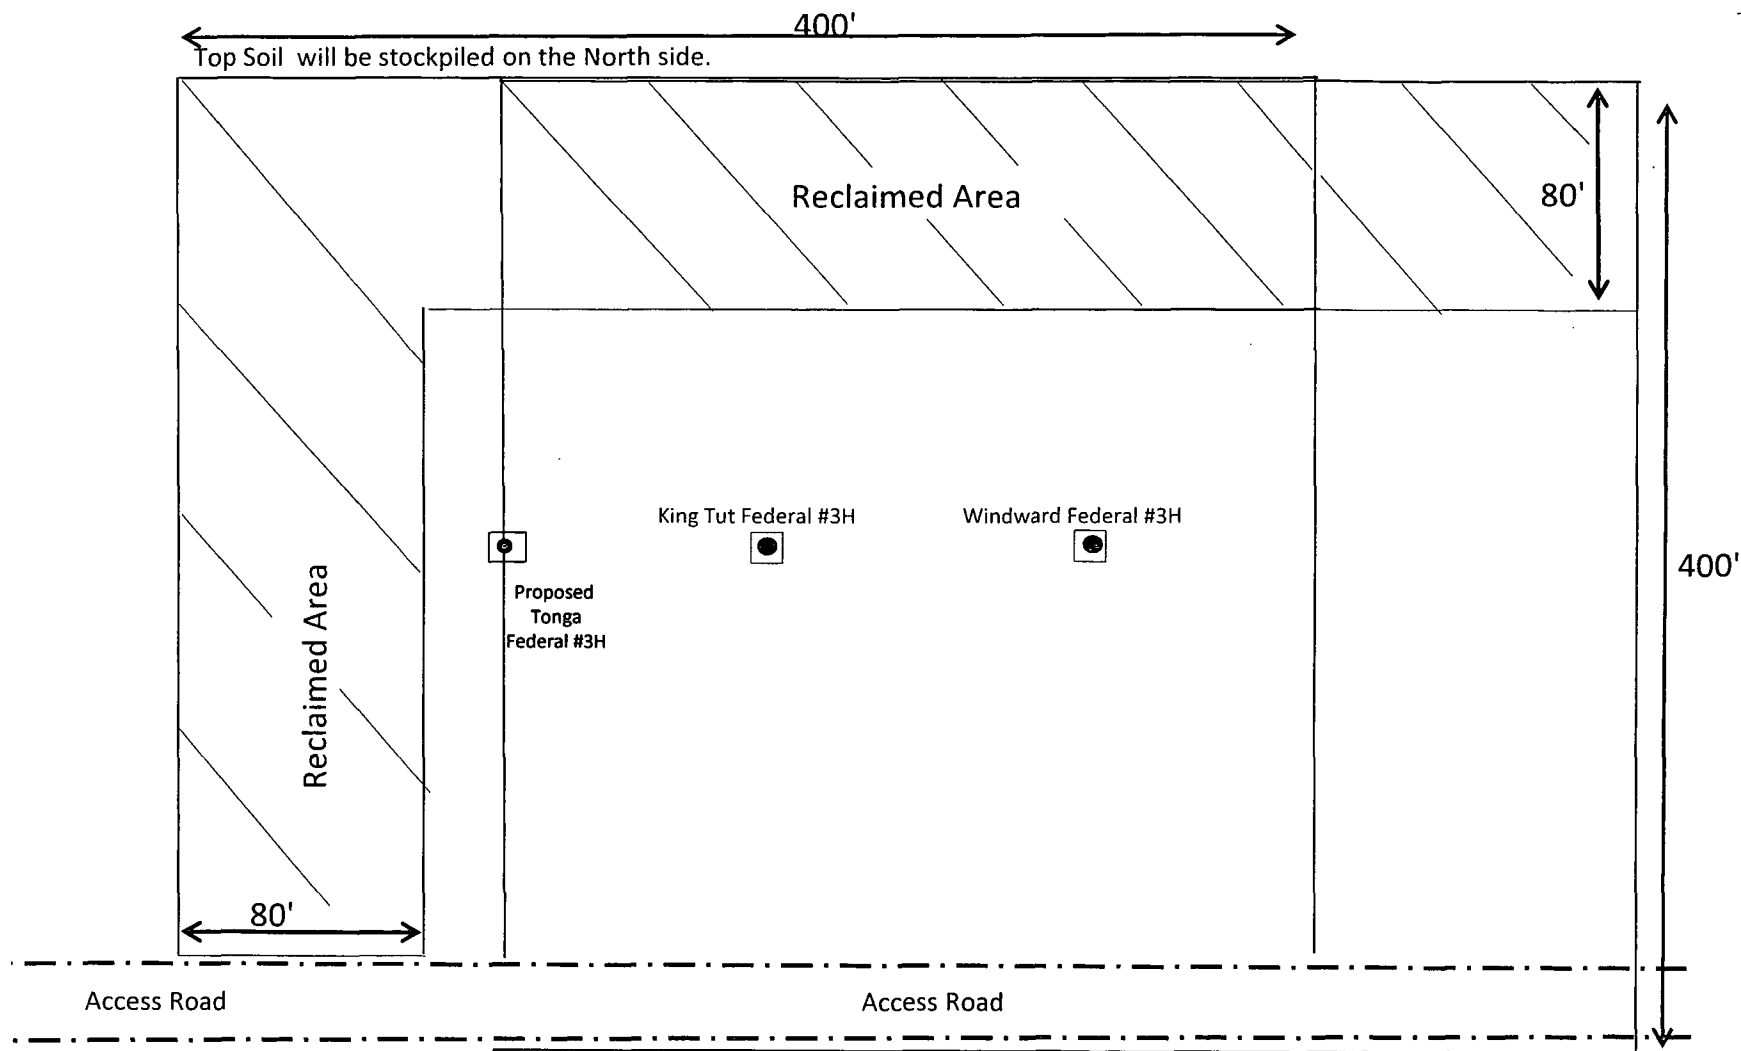 400'
Top Soil will be stockpiled on the North side.
Reclaimed Area
80'
King Tut Federal #3H
Windward Federal #3H
400'
Proposed
Tonga
Federal #3H
Reclaimed Area
80'
Access Road
Access Road